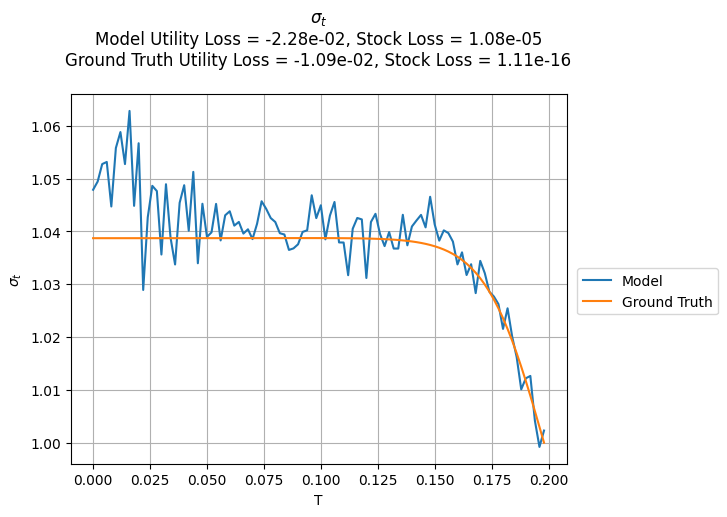 σt
Model Utility Loss = -2.28e-02, Stock Loss = 1.08e-05
Ground Truth Utility Loss = -1.09e-02, Stock Loss = 1.11e-16
1.06
1.05
1.04
1.03
1.02
1.01
1.00
σt
0.000 0.025 0.050 0.075 0.100 0.125 0.150 0.175 0.200
T
Model
Ground Truth